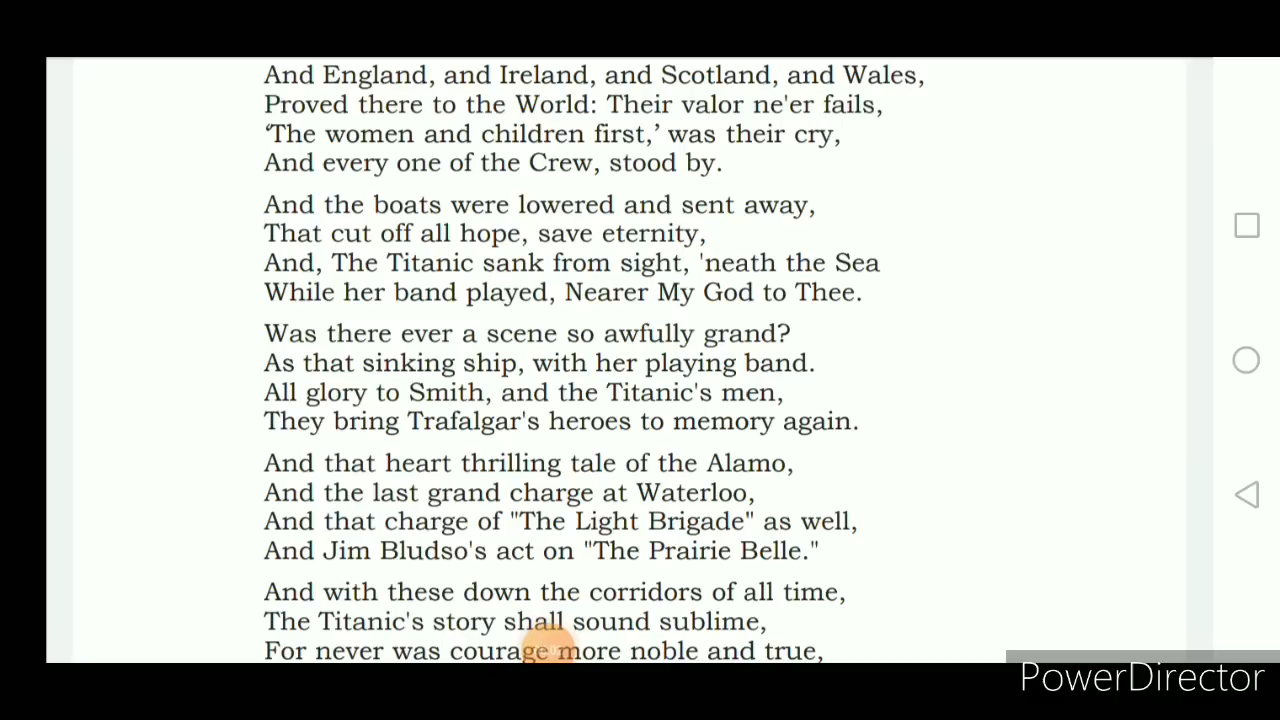 And England, and Ireland, and Scotland, and Wales,
Proved there to the World: Their valor ne'er fails,
‘The women and children first,’ was their cry,
And every one of the Crew, stood by.
And the boats were lowered and sent away,
That cut off all hope, save eternity,
And, The Titanic sank from sight, 'neath the Sea
While her band played, Nearer My God to Thee.
Was there ever a scene so awfully grand?
As that sinking ship, with her playing band.
All glory to Smith, and the Titanic's men,
They bring Trafalgar's heroes to memory again.
And that heart thrilling tale of the Alamo,
And the last grand charge at Waterloo,
And that charge of "The Light Brigade" as well,
And Jim Bludso's act on "The Prairie Belle."
And with these down the corridors of all time,
The Titanic's story shall sound sublime,
For never was courage more noble and true,
PowerDirector